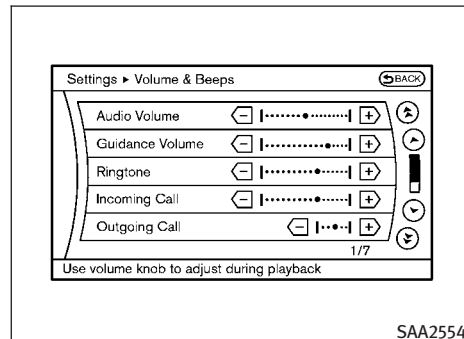 Settings ▸ Volume & Beeps
BACK
Audio Volume − +
Guidance Volume − +
Ringtone − +
Incoming Call − +
Outgoing Call − +
1/7
Use volume knob to adjust during playback
SAA2554